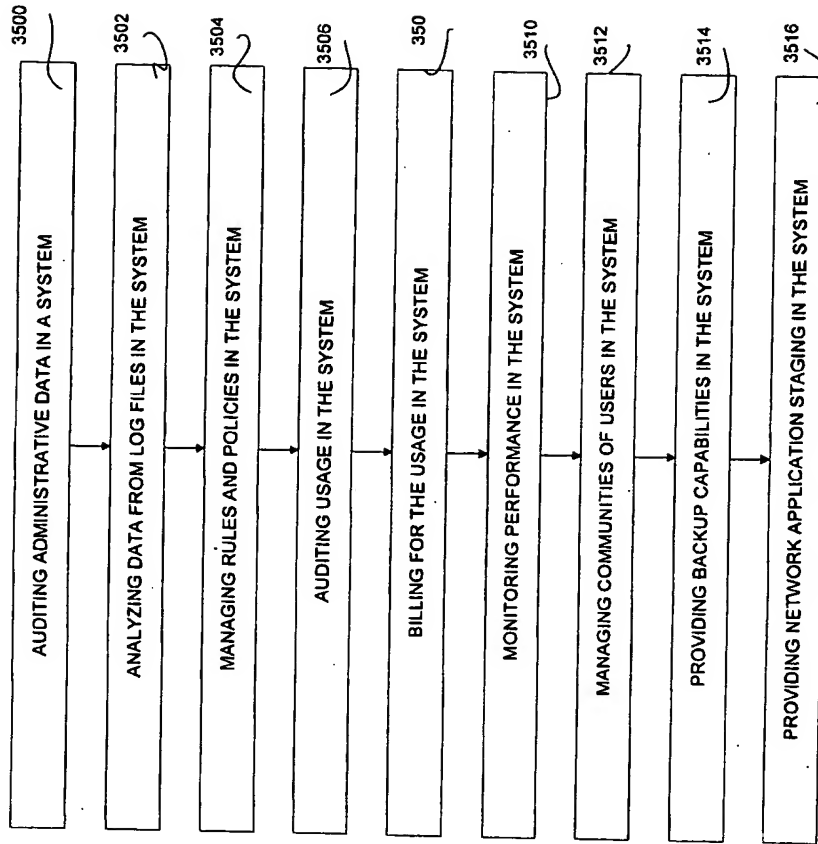 3500
AUDITING ADMINISTRATIVE DATA IN A SYSTEM
3502
ANALYZING DATA FROM LOG FILES IN THE SYSTEM
3504
MANAGING RULES AND POLICIES IN THE SYSTEM
3506
AUDITING USAGE IN THE SYSTEM
350
BILLING FOR THE USAGE IN THE SYSTEM
3510
MONITORING PERFORMANCE IN THE SYSTEM
3512
MANAGING COMMUNITIES OF USERS IN THE SYSTEM
3514
PROVIDING BACKUP CAPABILITIES IN THE SYSTEM
3516
PROVIDING NETWORK APPLICATION STAGING IN THE SYSTEM